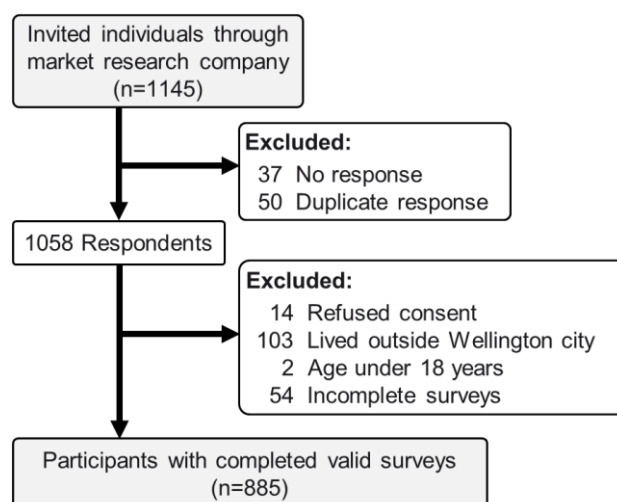 Invited individuals through
market research company
(n=1145)
Excluded:
37 No response
50 Duplicate response
1058 Respondents
Excluded:
14 Refused consent
103 Lived outside Wellington city
2 Age under 18 years
54 Incomplete surveys
Participants with completed valid surveys
(n=885)